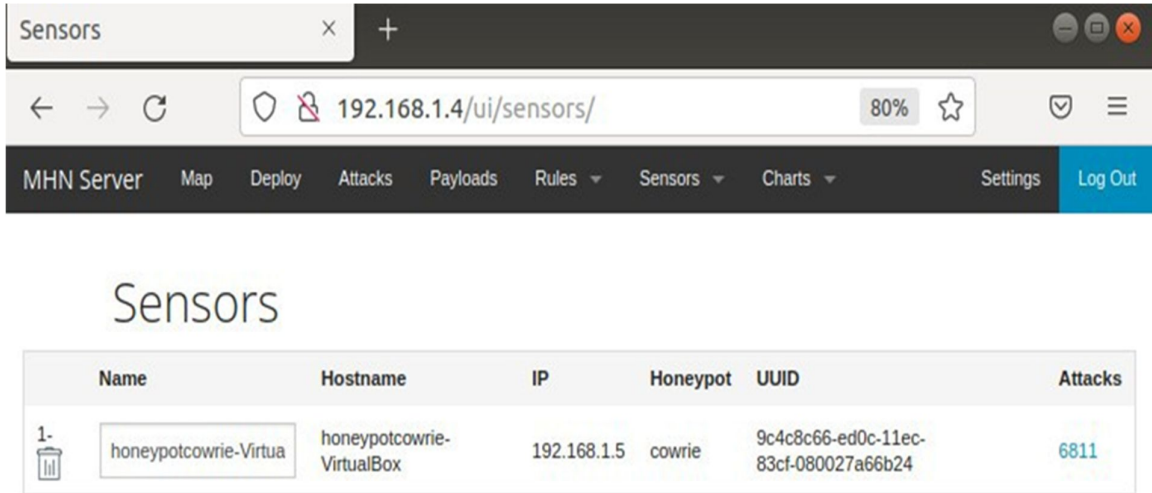 Sensors
192.168.1.4/ui/sensors/ 80%
MHN Server Map Deploy Attacks Payloads Rules Sensors Charts Settings Log Out
Sensors
Name Hostname IP Honeypot UUID Attacks
1-
honeypotcowrie-Virtua honeypotcowrie-VirtualBox 192.168.1.5 cowrie 9c4c8c66-ed0c-11ec-83cf-080027a66b24 6811